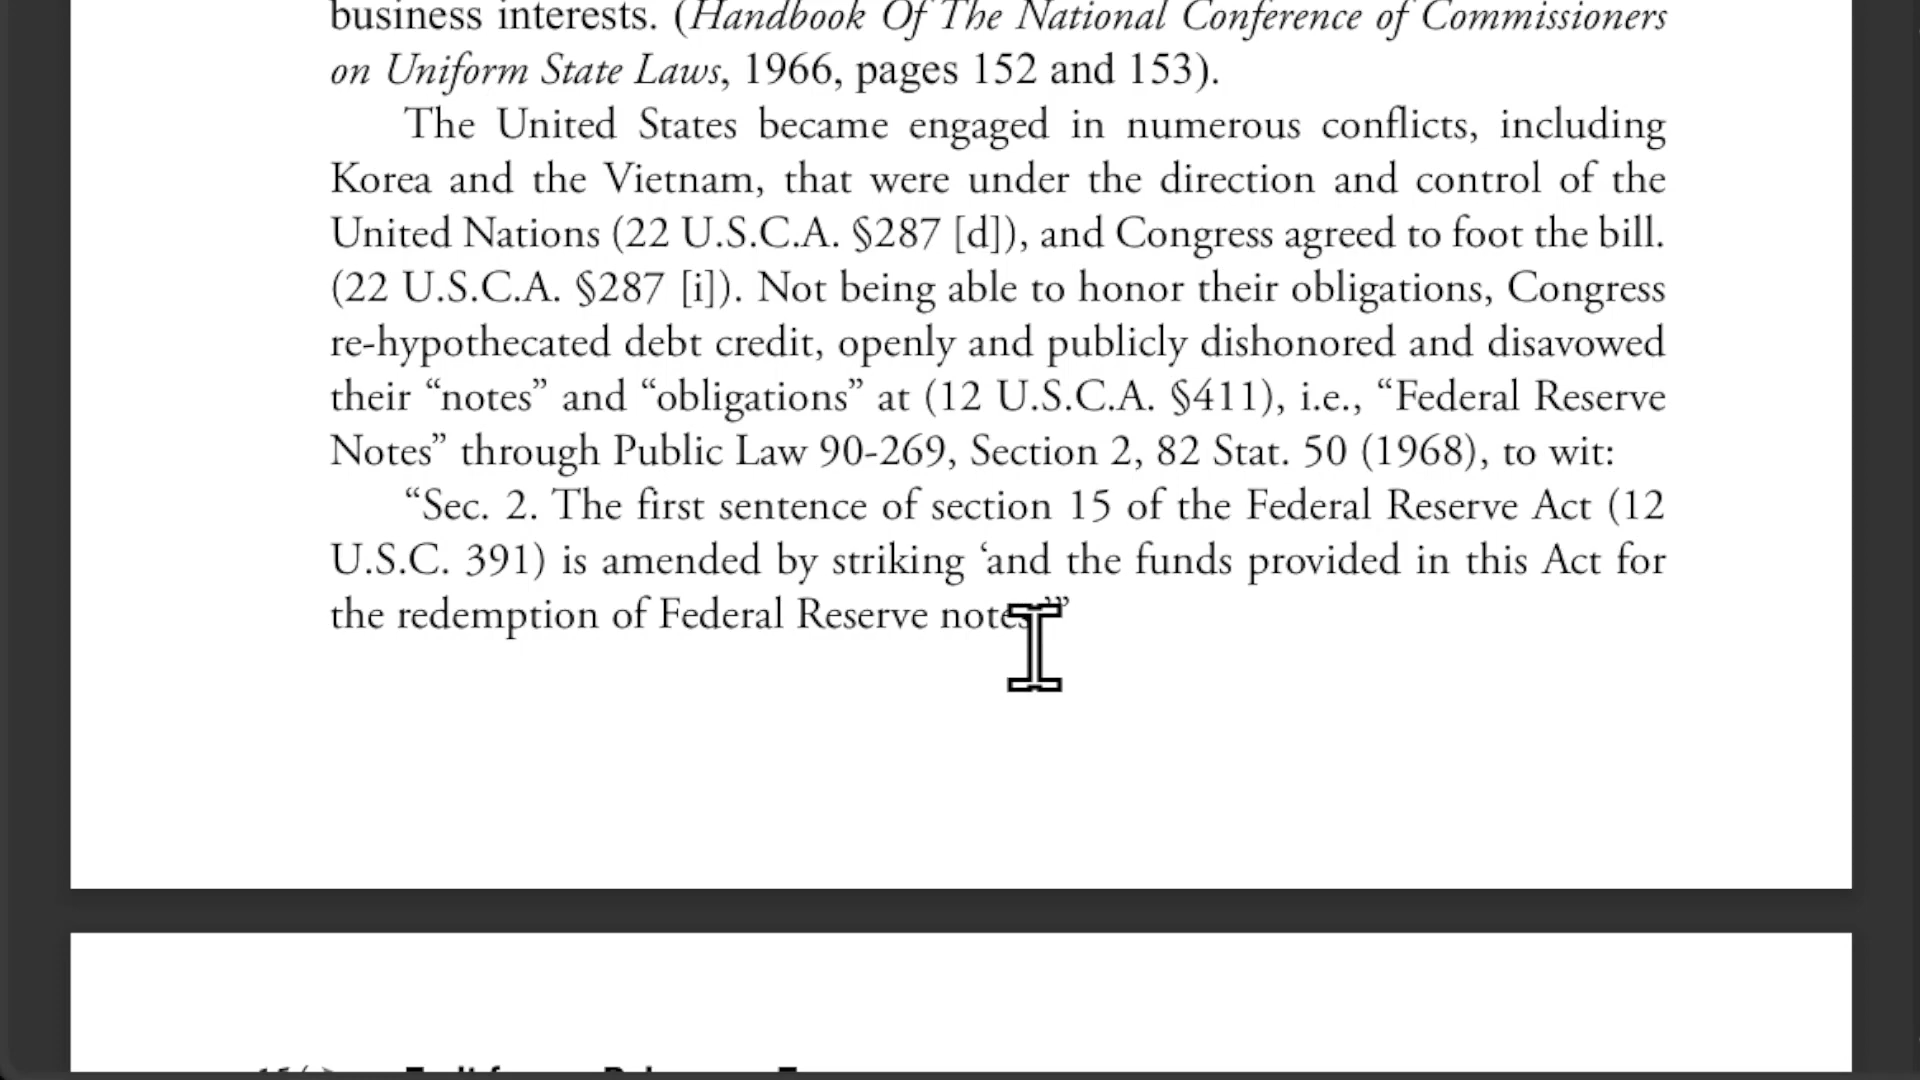 business interests. (Handbook Of The National Conference of Commissioners
on Uniform State Laws, 1966, pages 152 and 153).
The United States became engaged in numerous conflicts, including
Korea and the Vietnam, that were under the direction and control of the
United Nations (22 U.S.C.A. §287 [d]), and Congress agreed to foot the bill.
(22 U.S.C.A. §287 [i]). Not being able to honor their obligations, Congress
re-hypothecated debt credit, openly and publicly dishonored and disavowed
their “notes” and “obligations” at (12 U.S.C.A. §411), i.e., “Federal Reserve
Notes” through Public Law 90-269, Section 2, 82 Stat. 50 (1968), to wit:
“Sec. 2. The first sentence of section 15 of the Federal Reserve Act (12
U.S.C. 391) is amended by striking ‘and the funds provided in this Act for
the redemption of Federal Reserve notes’”